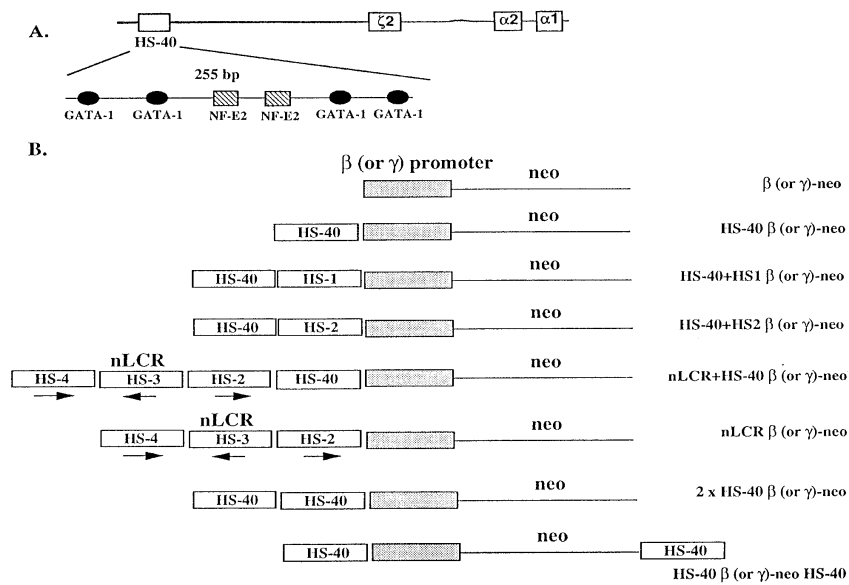 A.
HS-40 ζ2 α2 α1
255 bp
GATA-1 GATA-1 NF-E2 NF-E2 GATA-1 GATA-1
B.
β (or γ) promoter
neo
β (or γ)-neo
neo
HS-40
HS-40 β (or γ)-neo
neo
HS-40 HS-1
HS-40+HS1 β (or γ)-neo
neo
HS-40 HS-2
HS-40+HS2 β (or γ)-neo
nLCR
neo
HS-4 HS-3 HS-2 HS-40
nLCR+HS-40 β (or γ)-neo
nLCR
neo
HS-4 HS-3 HS-2
nLCR β (or γ)-neo
neo
HS-40 HS-40
2 x HS-40 β (or γ)-neo
neo
HS-40 HS-40
HS-40 β (or γ)-neo HS-40